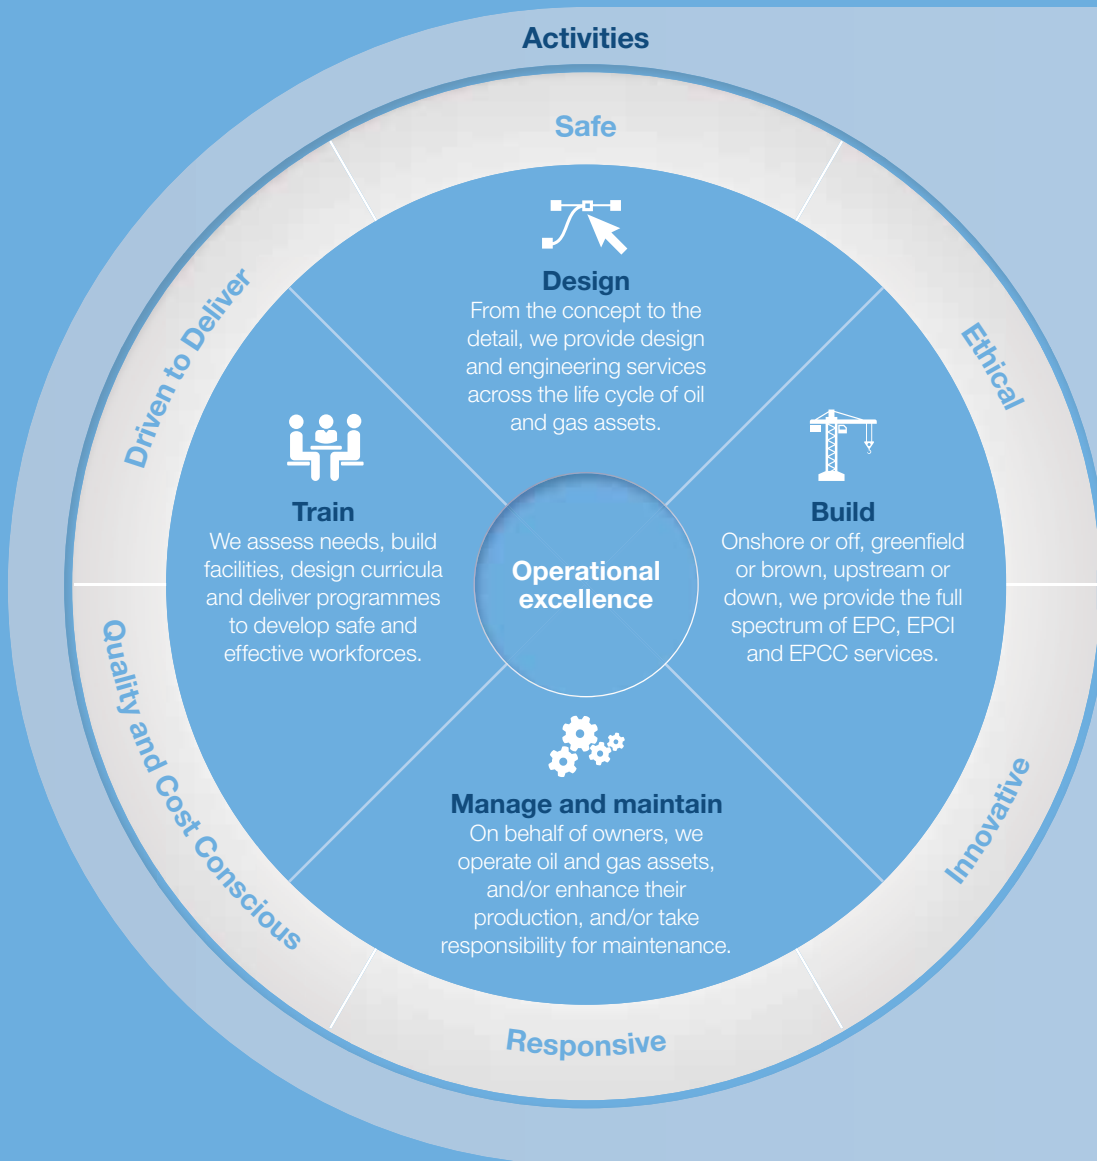 Activities
Safe
Ethical
Innovative
Responsive
Quality and Cost Conscious
Driven to Deliver
Design
From the concept to the
detail, we provide design
and engineering services
across the life cycle of oil
and gas assets.
Build
Onshore or off, greenfield
or brown, upstream or
down, we provide the full
spectrum of EPC, EPCI
and EPCC services.
Manage and maintain
On behalf of owners, we
operate oil and gas assets,
and/or enhance their
production, and/or take
responsibility for maintenance.
Train
We assess needs, build
facilities, design curricula
and deliver programmes
to develop safe and
effective workforces.
Operational
excellence